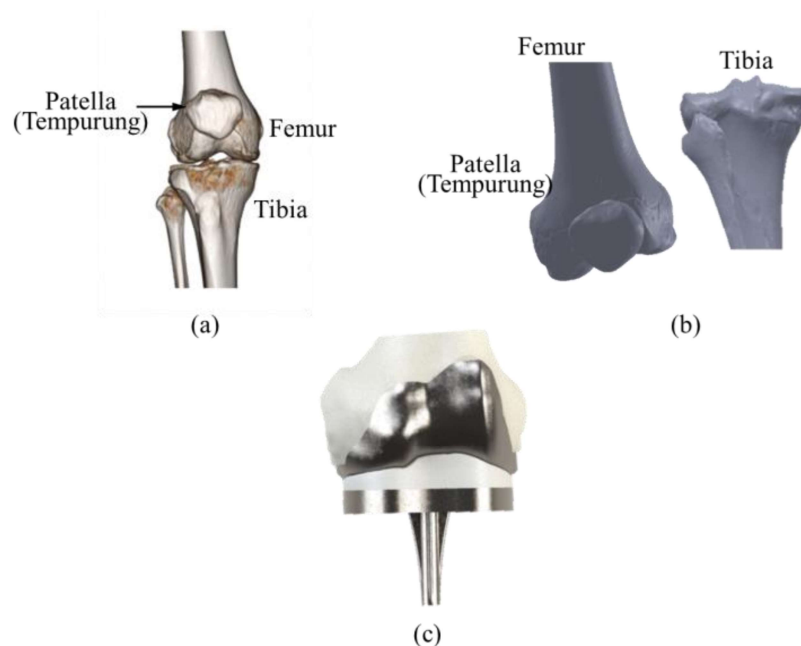 Patella
(Tempurung)
Femur
Tibia
(a)
Femur
Tibia
Patella
(Tempurung)
(b)
(c)